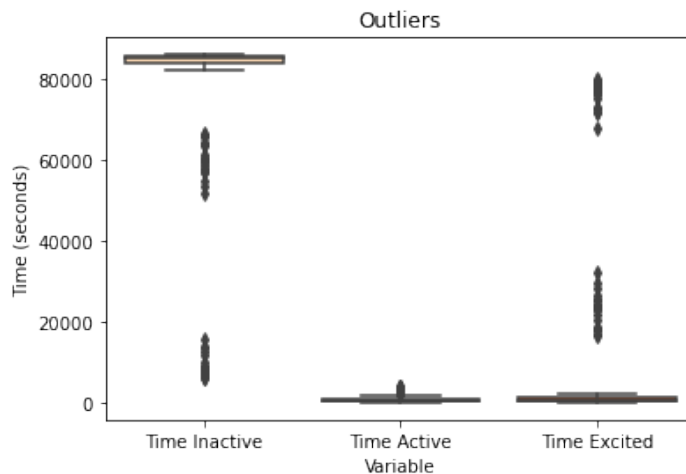 Outliers
80000
60000
40000
20000
0
Time (seconds)
Time Inactive Time Active Time Excited
Variable